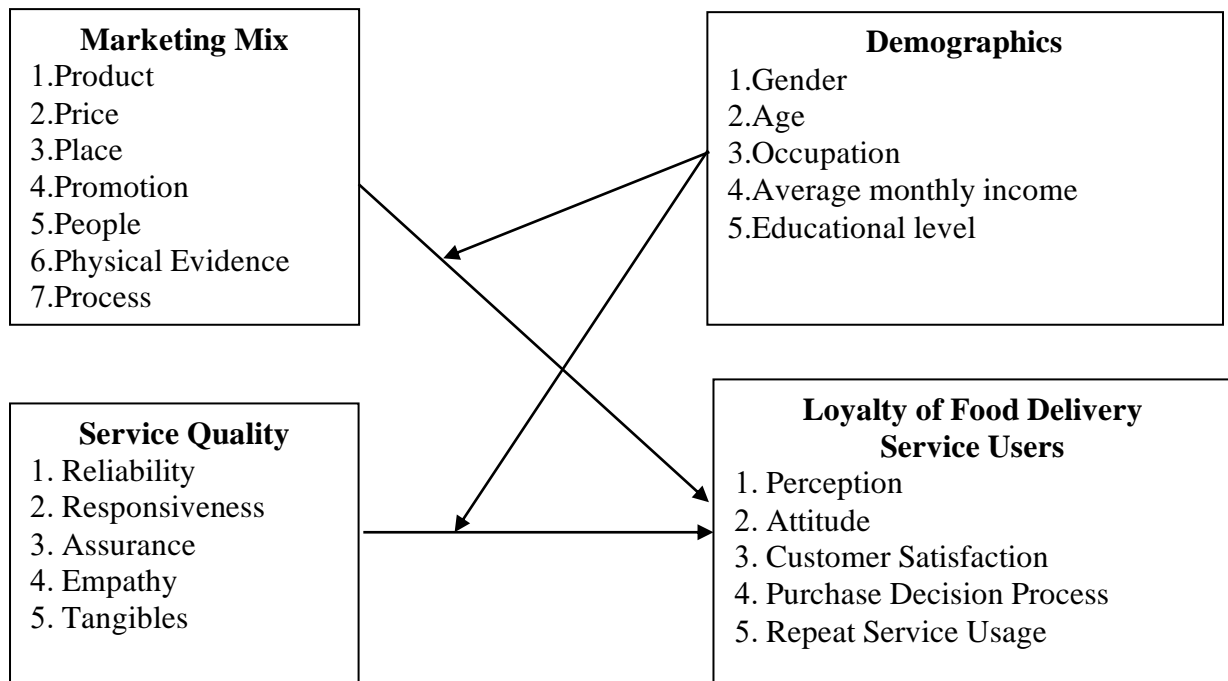 Marketing Mix
1.Product
2.Price
3.Place
4.Promotion
5.People
6.Physical Evidence
7.Process
Demographics
1.Gender
2.Age
3.Occupation
4.Average monthly income
5.Educational level
Service Quality
1. Reliability
2. Responsiveness
3. Assurance
4. Empathy
5. Tangibles
Loyalty of Food Delivery
Service Users
1. Perception
2. Attitude
3. Customer Satisfaction
4. Purchase Decision Process
5. Repeat Service Usage